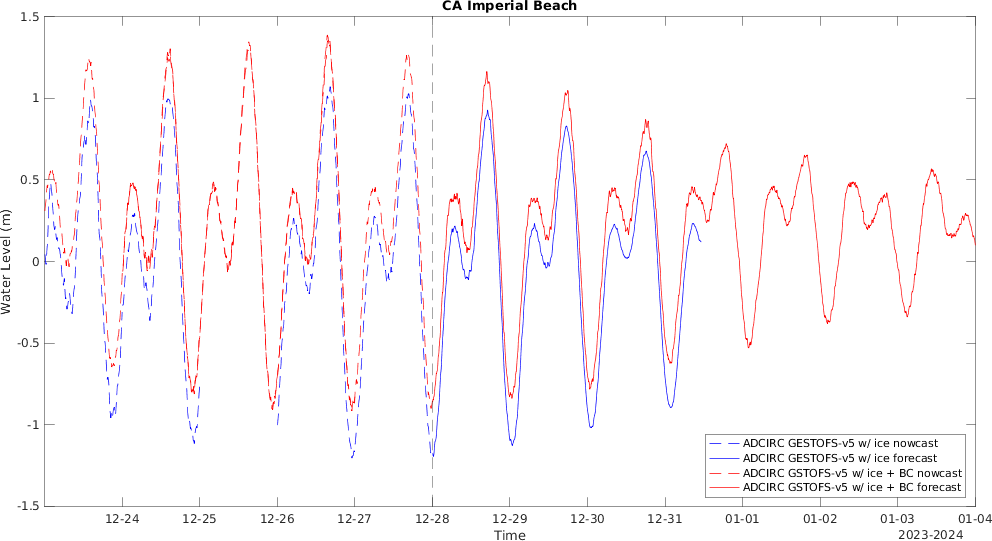 CA Imperial Beach
1.5
1
0.5
0
-0.5
-1
-1.5
Water Level (m)
12-24 12-25 12-26 12-27 12-28 12-29 12-30 12-31 01-01 01-02 01-03 01-04
Time
2023-2024
ADCIRC GESTOFS-v5 w/ ice nowcast
ADCIRC GESTOFS-v5 w/ ice forecast
ADCIRC GSTOFS-v5 w/ ice + BC nowcast
ADCIRC GSTOFS-v5 w/ ice + BC forecast